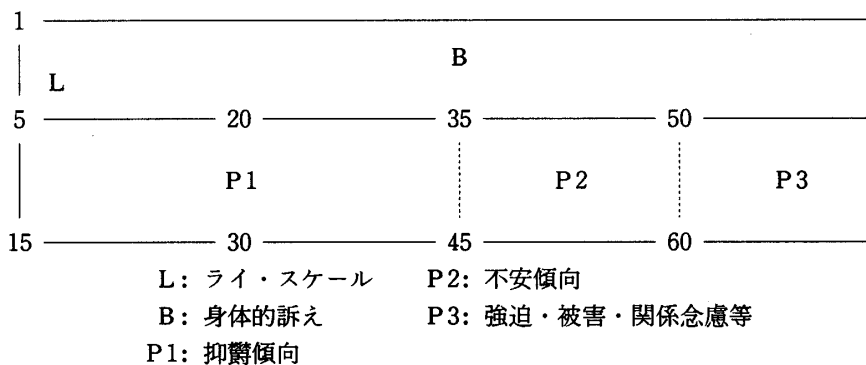 1
L
B
5 20 35 50
P1 P2 P3
15 30 45 60
L: ライ・スケール P2: 不安傾向
B: 身体的訴え P3: 強迫・被害・関係念慮等
P1: 抑欝傾向